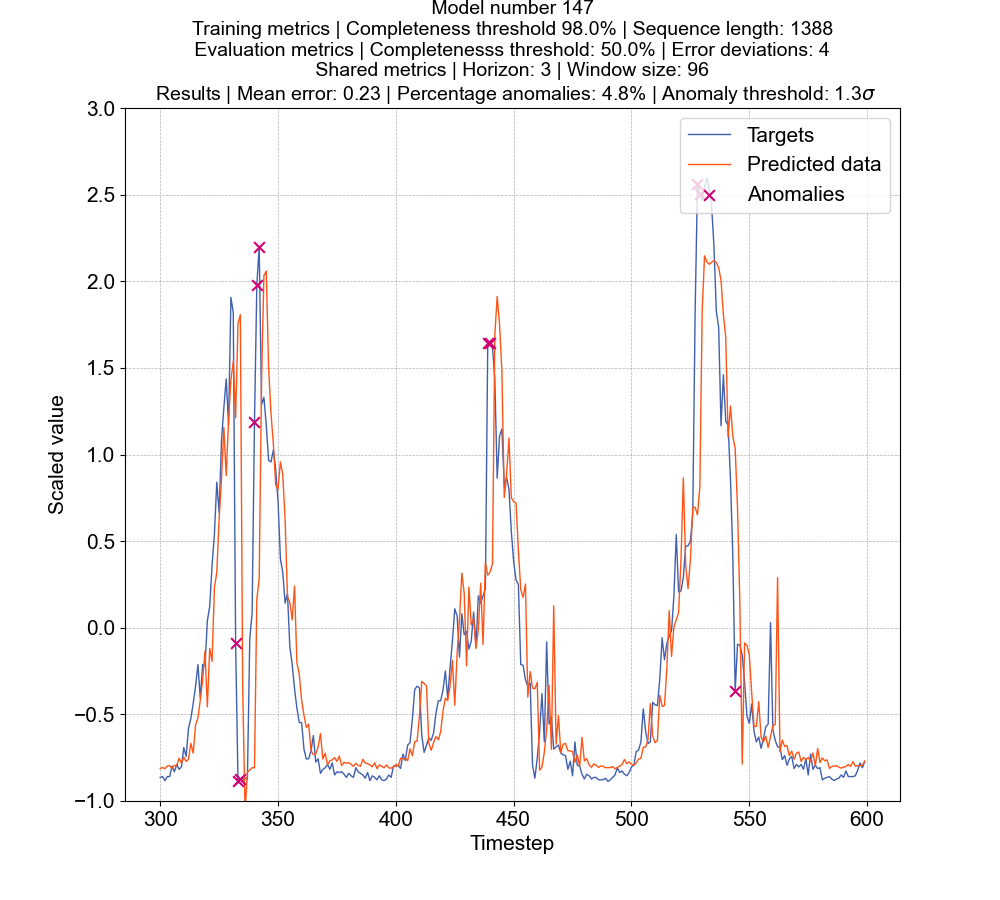 Model number 147
Training metrics | Completeness threshold 98.0% | Sequence length: 1388
Evaluation metrics | Completenesss threshold: 50.0% | Error deviations: 4
Shared metrics | Horizon: 3 | Window size: 96
Results | Mean error: 0.23 | Percentage anomalies: 4.8% | Anomaly threshold: 1.3σ
Targets
Predicted data
Anomalies
3.0
2.5
2.0
1.5
1.0
0.5
0.0
−0.5
−1.0
Scaled value
300
350
400
450
500
550
600
Timestep